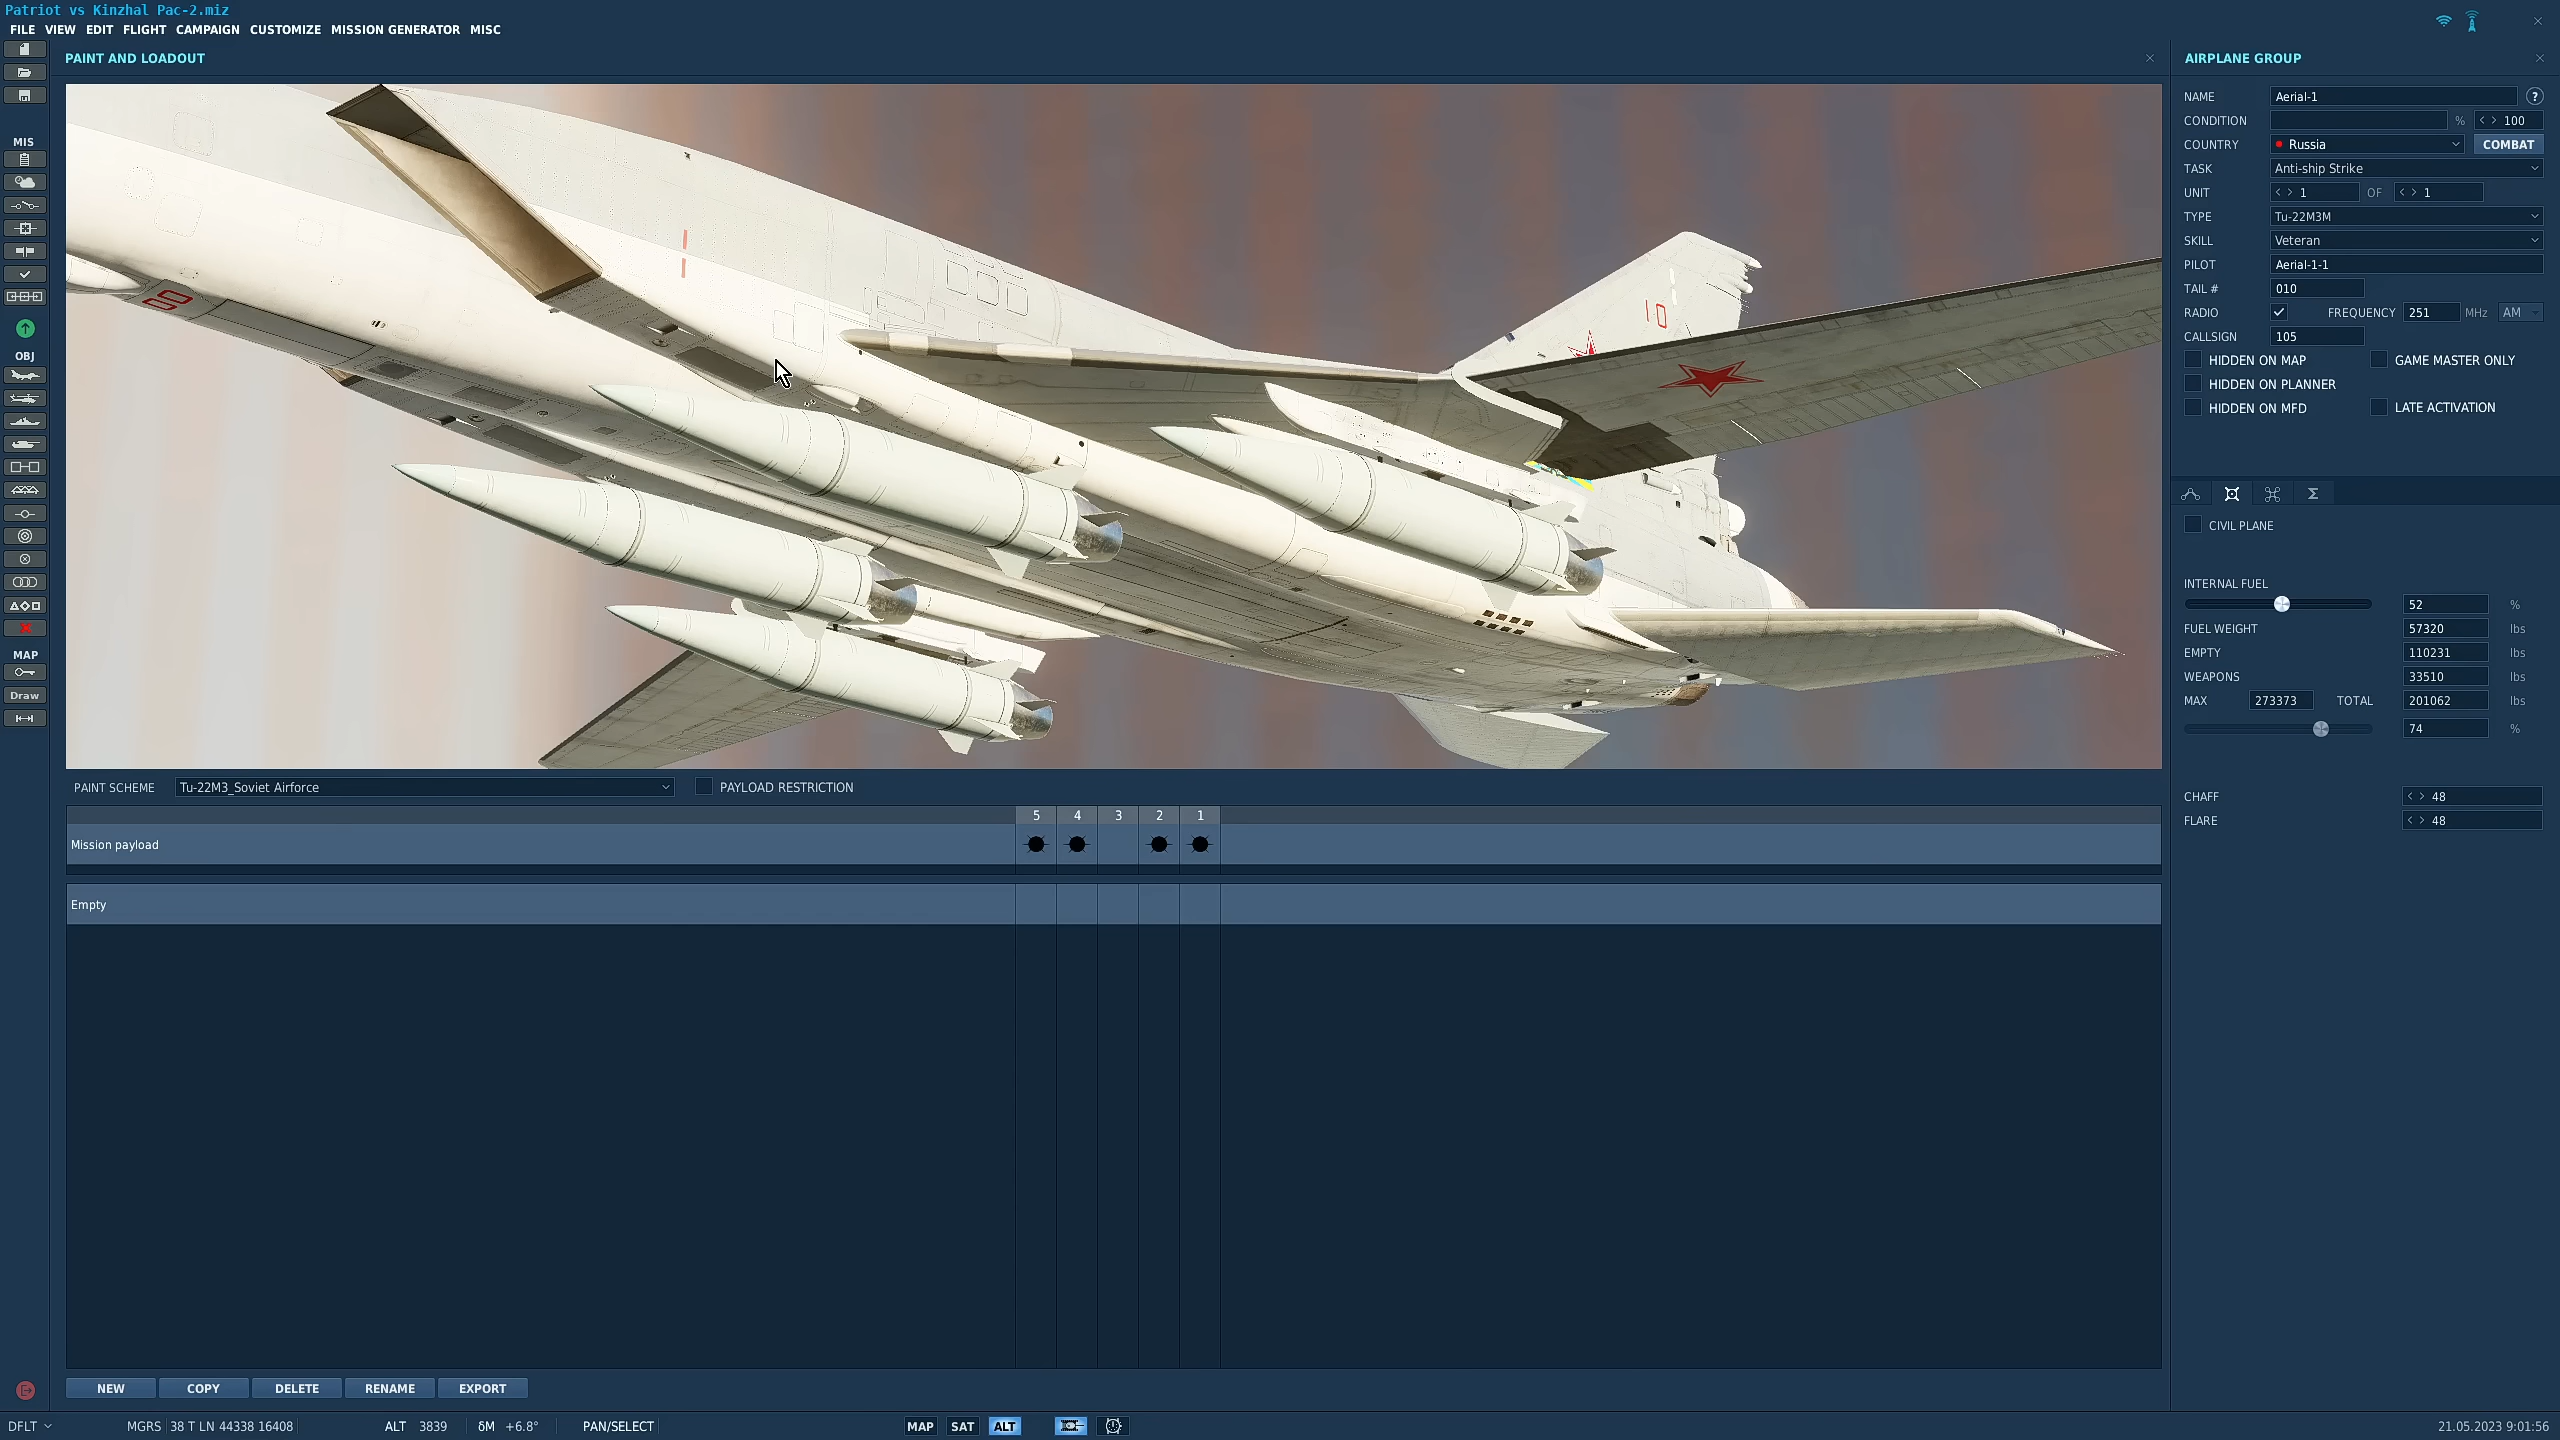 Patriot vs Kinzhal Pac-2.miz
FILE VIEW EDIT FLIGHT CAMPAIGN CUSTOMIZE MISSION GENERATOR MISC
PAINT AND LOADOUT
AIRPLANE GROUP
NAME Aerial-1 ?
CONDITION % 100
COUNTRY Russia COMBAT
TASK Anti-ship Strike
UNIT 1 OF 1
TYPE Tu-22M3M
SKILL Veteran
PILOT Aerial-1-1
TAIL # 010
RADIO FREQUENCY 251 MHz AM
CALLSIGN 105
HIDDEN ON MAP GAME MASTER ONLY
HIDDEN ON PLANNER
HIDDEN ON MFD LATE ACTIVATION
CIVIL PLANE
INTERNAL FUEL
52 %
FUEL WEIGHT 57320 lbs
EMPTY 110231 lbs
WEAPONS 33510 lbs
MAX 273373 TOTAL 201062 lbs
74 %
CHAFF 48
FLARE 48
MIS
OBJ
MAP
Draw
10
PAINT SCHEME Tu-22M3_Soviet Airforce PAYLOAD RESTRICTION
5 4 3 2 1
Mission payload
Empty
NEW COPY DELETE RENAME EXPORT
DFLT MGRS 38 T LN 44338 16408 ALT 3839 δM +6.8° PAN/SELECT MAP SAT ALT 21.05.2023 9:01:56